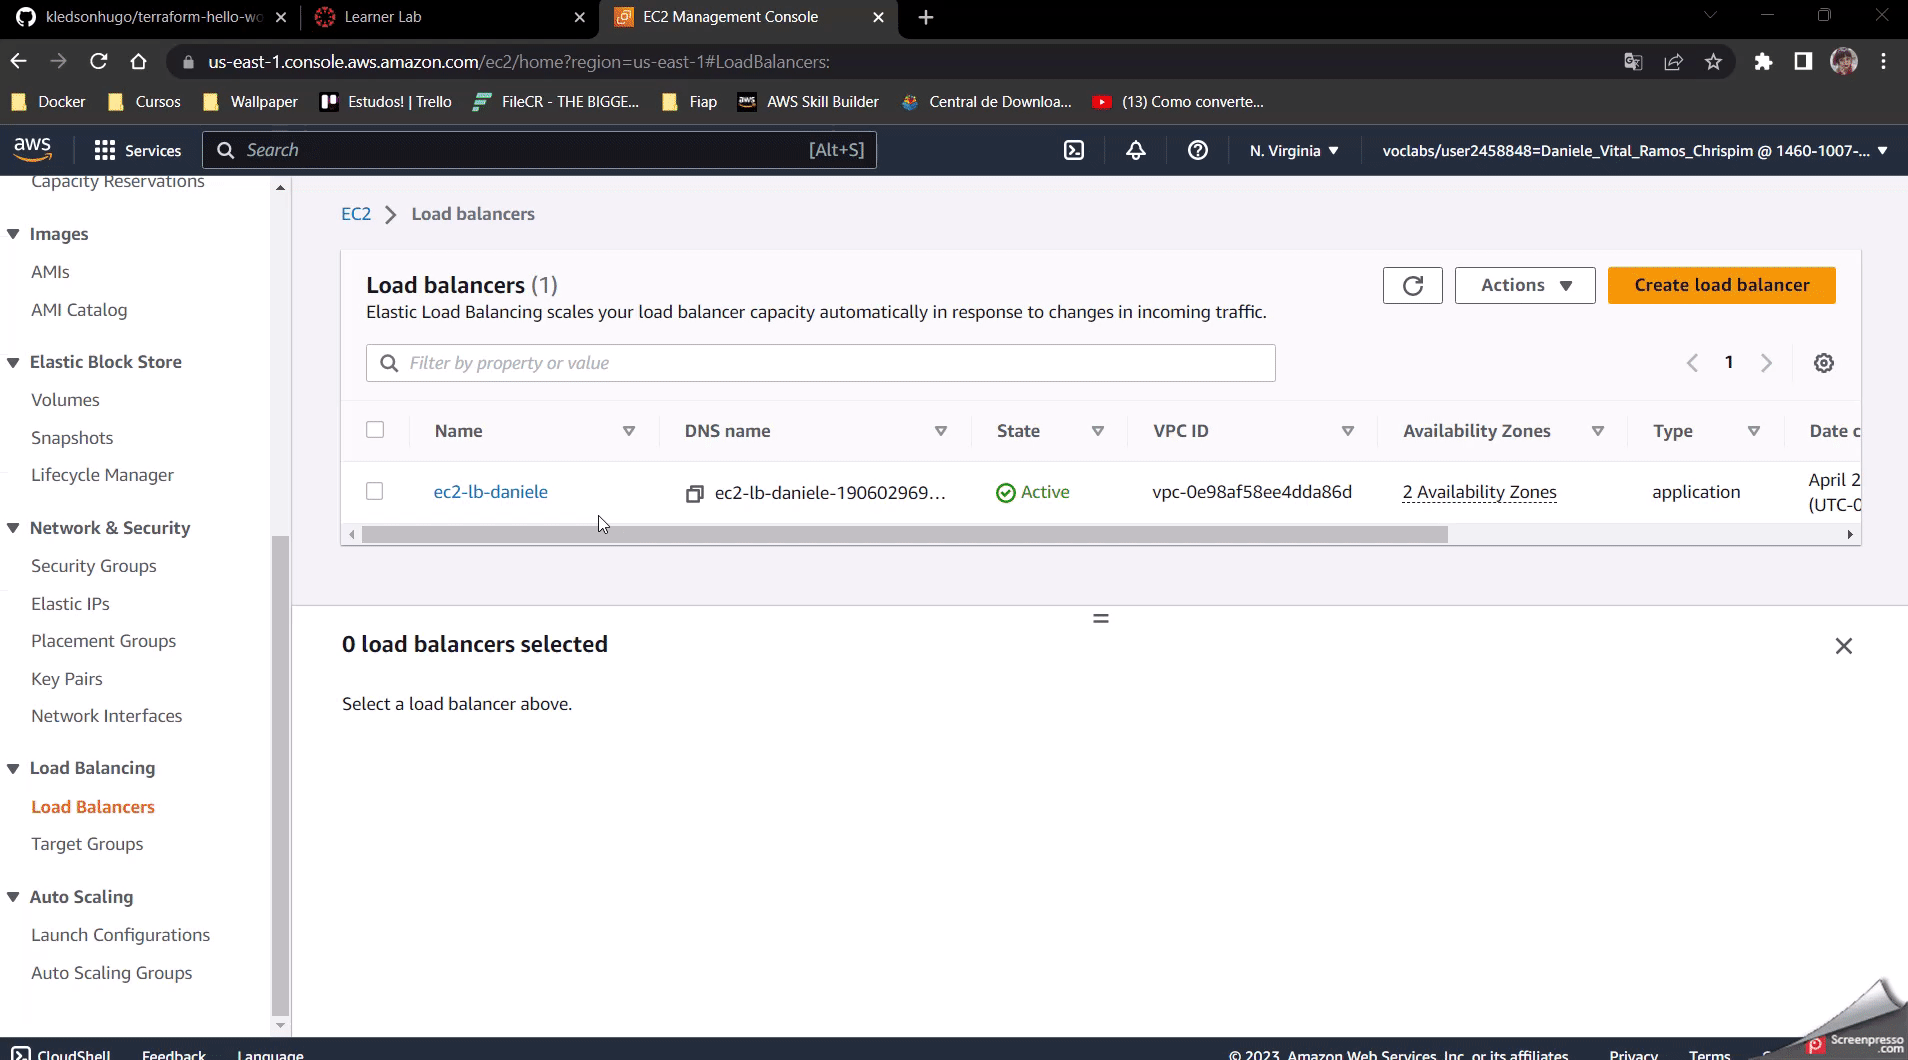 kledsonhugo/terraform-hello-wo
Learner Lab
EC2 Management Console
us-east-1.console.aws.amazon.com/ec2/home?region=us-east-1#LoadBalancers:
Docker
Cursos
Wallpaper
Estudos! | Trello
FileCR - THE BIGGE...
Fiap
aws
AWS Skill Builder
Central de Downloa...
(13) Como converte...
aws
Services
Search
[Alt+S]
N. Virginia
voclabs/user2458848=Daniele_Vital_Ramos_Chrispim @ 1460-1007-...
Capacity Reservations
Images
AMIs
AMI Catalog
Elastic Block Store
Volumes
Snapshots
Lifecycle Manager
Network & Security
Security Groups
Elastic IPs
Placement Groups
Key Pairs
Network Interfaces
Load Balancing
Load Balancers
Target Groups
Auto Scaling
Launch Configurations
Auto Scaling Groups
EC2
Load balancers
Load balancers (1)
Actions
Create load balancer
Elastic Load Balancing scales your load balancer capacity automatically in response to changes in incoming traffic.
Filter by property or value
1
Name
DNS name
State
VPC ID
Availability Zones
Type
Date c
ec2-lb-daniele
ec2-lb-daniele-190602969...
Active
vpc-0e98af58ee4dda86d
2 Availability Zones
application
April 2
(UTC-0
0 load balancers selected
Select a load balancer above.
CloudShell
Feedback
Language
© 2023, Amazon Web Services, Inc. or its affiliates
Privacy
Terms
Screenpresso
.com